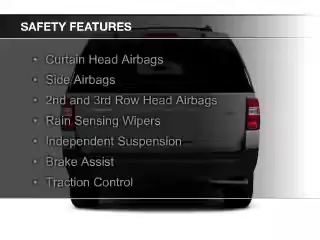 SAFETY FEATURES
• Curtain Head Airbags
• Side Airbags
• 2nd and 3rd Row Head Airbags
• Rain Sensing Wipers
• Independent Suspension
• Brake Assist
• Traction Control